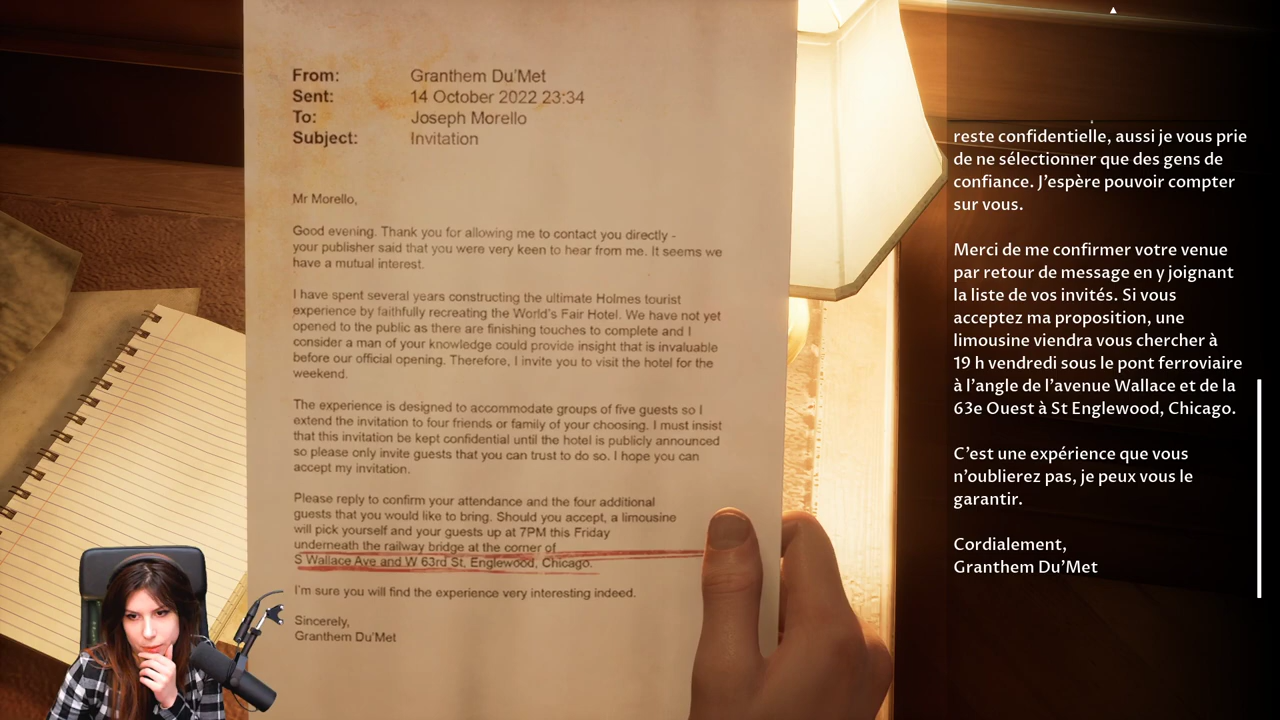 From: Granthem Du'Met
Sent: 14 October 2022 23:34
To: Joseph Morello
Subject: Invitation
Mr Morello,
Good evening. Thank you for allowing me to contact you directly -
your publisher said that you were very keen to hear from me. It seems we
have a mutual interest.
I have spent several years constructing the ultimate Holmes tourist
experience by faithfully recreating the World's Fair Hotel. We have not yet
opened to the public as there are finishing touches to complete and I
consider a man of your knowledge could provide insight that is invaluable
before our official opening. Therefore, I invite you to visit the hotel for the
weekend.
The experience is designed to accommodate groups of five guests so I
extend the invitation to four friends or family of your choosing. I must insist
that this invitation be kept confidential until the hotel is publicly announced
so please only invite guests that you can trust to do so. I hope you can
accept my invitation.
Please reply to confirm your attendance and the four additional
guests that you would like to bring. Should you accept, a limousine
will pick yourself and your guests up at 7PM this Friday
underneath the railway bridge at the corner of
S Wallace Ave and W 63rd St, Englewood, Chicago.
I'm sure you will find the experience very interesting indeed.
Sincerely,
Granthem Du'Met
reste confidentielle, aussi je vous prie
de ne sélectionner que des gens de
confiance. J'espère pouvoir compter
sur vous.
Merci de me confirmer votre venue
par retour de message en y joignant
la liste de vos invités. Si vous
acceptez ma proposition, une
limousine viendra vous chercher à
19 h vendredi sous le pont ferroviaire
à l'angle de l'avenue Wallace et de la
63e Ouest à St Englewood, Chicago.
C'est une expérience que vous
n'oublierez pas, je peux vous le
garantir.
Cordialement,
Granthem Du'Met